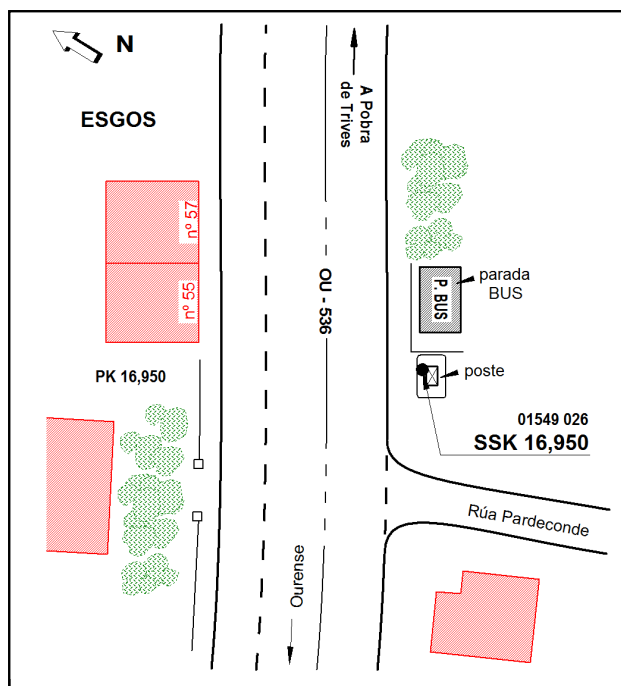 N
ESGOS
A Pobra
de Trives
nº 57
nº 55
OU - 536
P. BUS
parada
BUS
PK 16,950
poste
01549 026
SSK 16,950
Rúa Pardeconde
Ourense